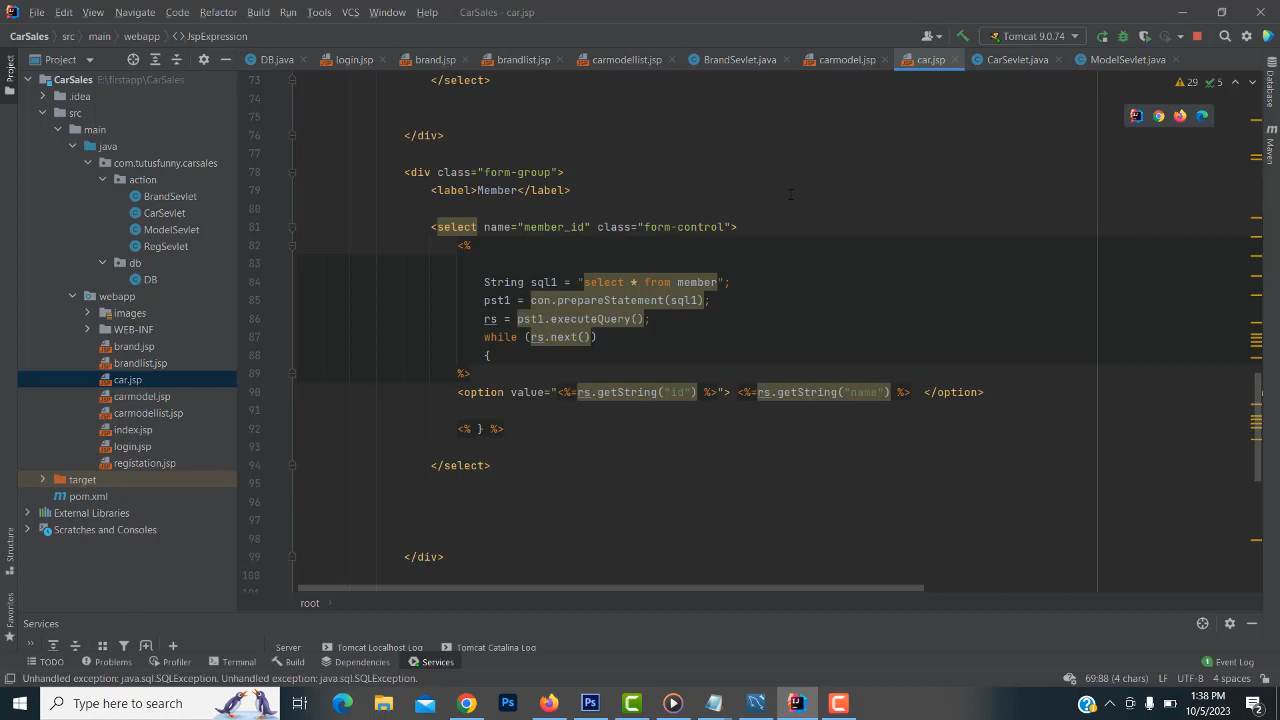 File Edit View Navigate Code Refactor Build Run Tools VCS Window Help CarSales - car.jsp
CarSales › src › main › webapp › JspExpression Tomcat 9.0.74
Project DB.java login.jsp brand.jsp brandlist.jsp carmodellist.jsp BrandSevlet.java carmodel.jsp car.jsp CarSevlet.java ModelSevlet.java
CarSales E:\firstapp\CarSales
.idea
src
main
java
com.tutusfunny.carsales
action
BrandSevlet
CarSevlet
ModelSevlet
RegSevlet
db
DB
webapp
images
WEB-INF
brand.jsp
brandlist.jsp
car.jsp
carmodel.jsp
carmodellist.jsp
index.jsp
login.jsp
registation.jsp
target
pom.xml
External Libraries
Scratches and Consoles
Project
Structure
Favorites
Database
Maven
29 5
73 </select>
74
75
76 </div>
77
78 <div class="form-group">
79 <label>Member</label>
80
81 <select name="member_id" class="form-control">
82 <%
83
84 String sql1 = "select * from member";
85 pst1 = con.prepareStatement(sql1);
86 rs = pst1.executeQuery();
87 while (rs.next())
88 {
89 %>
90 <option value="<%=rs.getString("id") %>"> <%=rs.getString("name") %> </option>
91
92 <% } %>
93
94 </select>
95
96
97
98
99 </div>
100
root ›
Services
Server Tomcat Localhost Log Tomcat Catalina Log
TODO Problems Profiler Terminal Build Dependencies Services Event Log
Unhandled exception: java.sql.SQLException. Unhandled exception: java.sql.SQLException. 69:88 (4 chars) LF UTF-8 4 spaces
Type here to search 1:38 PM
10/5/2023
2